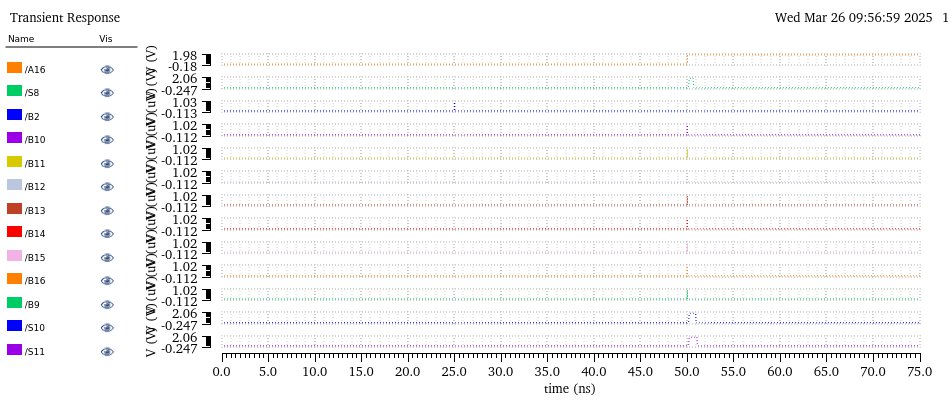 Transient Response
Wed Mar 26 09:56:59 2025 1
Name Vis
/A16
/S8
/B2
/B10
/B11
/B12
/B13
/B14
/B15
/B16
/B9
/S10
/S11
1.98
-0.18
2.06
-0.247
1.03
-0.113
1.02
-0.112
1.02
-0.112
1.02
-0.112
1.02
-0.112
1.02
-0.112
1.02
-0.112
1.02
-0.112
1.02
-0.112
2.06
-0.247
2.06
-0.247
0.0 5.0 10.0 15.0 20.0 25.0 30.0 35.0 40.0 45.0 50.0 55.0 60.0 65.0 70.0 75.0
time (ns)